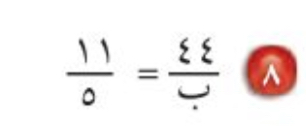 ٨ ٤٤/ب = ١١/٥